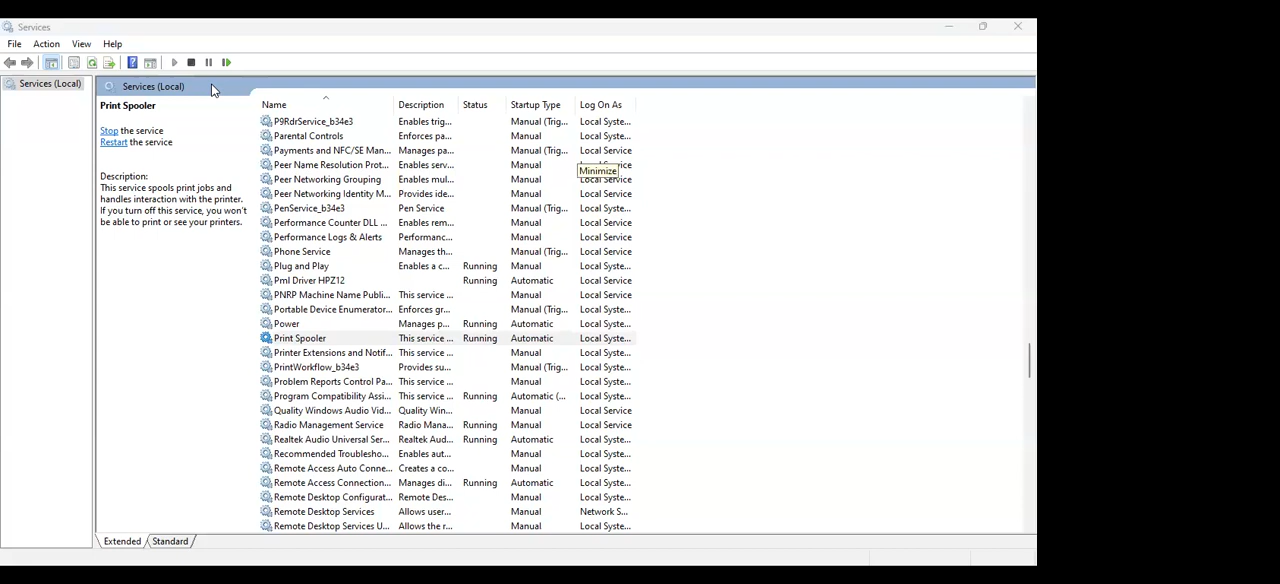 Services
File Action View Help
Services (Local)
Services (Local)
Print Spooler
Stop the service
Restart the service
Description:
This service spools print jobs and
handles interaction with the printer.
If you turn off this service, you won't
be able to print or see your printers.
Name Description Status Startup Type Log On As
P9RdrService_b34e3 Enables trig... Manual (Trig... Local Syste...
Parental Controls Enforces pa... Manual Local Syste...
Payments and NFC/SE Man... Manages pa... Manual (Trig... Local Service
Peer Name Resolution Prot... Enables serv... Manual Local Service
Minimize
Peer Networking Grouping Enables mul... Manual Local Service
Peer Networking Identity M... Provides ide... Manual Local Service
PenService_b34e3 Pen Service Manual (Trig... Local Syste...
Performance Counter DLL ... Enables rem... Manual Local Service
Performance Logs & Alerts Performanc... Manual Local Service
Phone Service Manages th... Manual (Trig... Local Service
Plug and Play Enables a c... Running Manual Local Syste...
Pml Driver HPZ12 Running Automatic Local Service
PNRP Machine Name Publi... This service ... Manual Local Service
Portable Device Enumerator... Enforces gr... Manual (Trig... Local Syste...
Power Manages p... Running Automatic Local Syste...
Print Spooler This service ... Running Automatic Local Syste...
Printer Extensions and Notif... This service ... Manual Local Syste...
PrintWorkflow_b34e3 Provides su... Manual (Trig... Local Syste...
Problem Reports Control Pa... This service ... Manual Local Syste...
Program Compatibility Assi... This service ... Running Automatic (... Local Syste...
Quality Windows Audio Vid... Quality Win... Manual Local Service
Radio Management Service Radio Mana... Running Manual Local Service
Realtek Audio Universal Ser... Realtek Aud... Running Automatic Local Syste...
Recommended Troublesho... Enables aut... Manual Local Syste...
Remote Access Auto Conne... Creates a co... Manual Local Syste...
Remote Access Connection... Manages di... Running Automatic Local Syste...
Remote Desktop Configurat... Remote Des... Manual Local Syste...
Remote Desktop Services Allows user... Manual Network S...
Remote Desktop Services U... Allows the r... Manual Local Syste...
Extended Standard